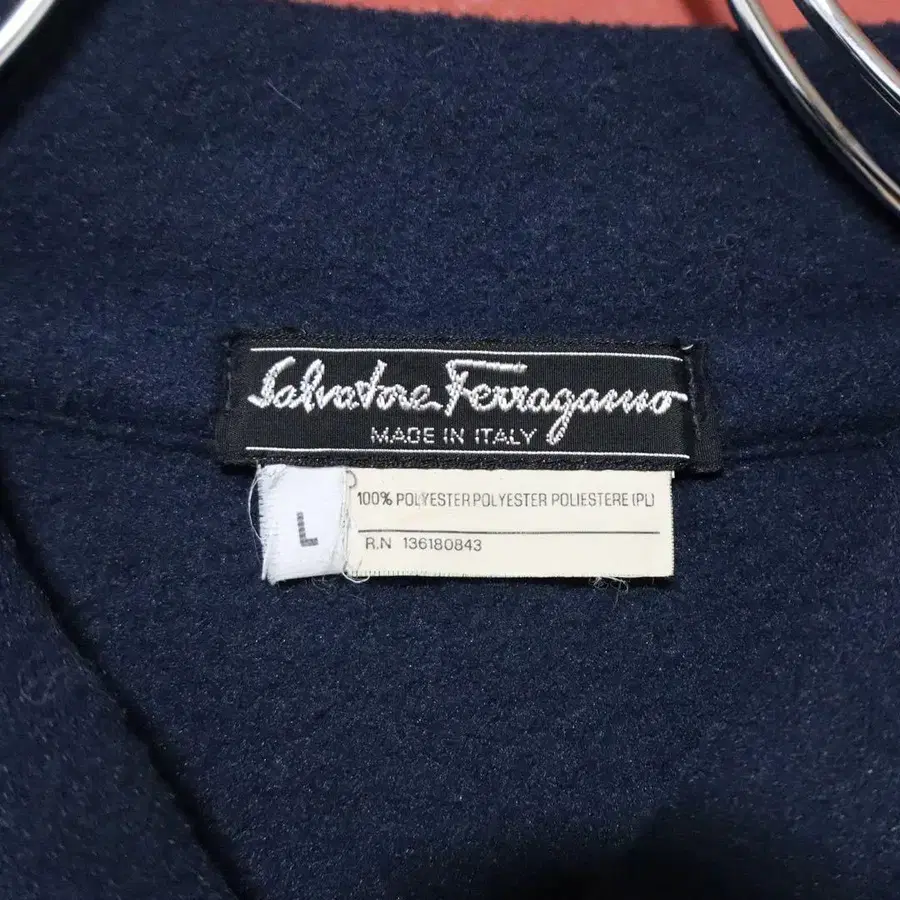 Salvatore Ferragamo
MADE IN ITALY
L
100% POLYESTER POLYESTER POLIESTERE (PL)
R.N 136180843